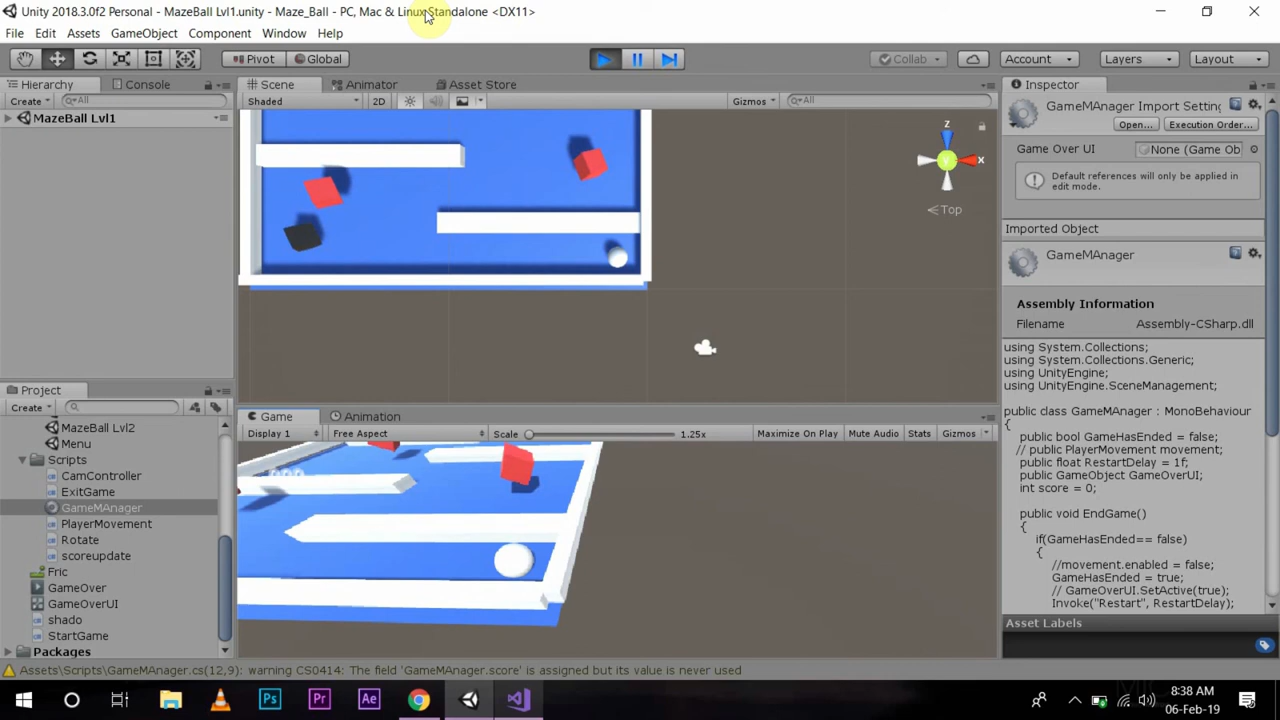 Unity 2018.3.0f2 Personal - MazeBall Lvl1.unity - Maze_Ball - PC, Mac & Linux Standalone <DX11>
File Edit Assets GameObject Component Window Help
Pivot Global Collab Account Layers Layout
Hierarchy Console
Create All
MazeBall Lvl1
Scene Animator Asset Store
Shaded 2D Gizmos All
z
x
y
Top
Project
Create
MazeBall Lvl2
Menu
Scripts
CamController
ExitGame
GameMAnager
PlayerMovement
Rotate
scoreupdate
Fric
GameOver
GameOverUI
shado
StartGame
Packages
Game Animation
Display 1 Free Aspect Scale 1.25x Maximize On Play Mute Audio Stats Gizmos
Inspector
GameMAnager Import Setting
Open... Execution Order...
Game Over UI None (Game Ob
Default references will only be applied in
edit mode.
Imported Object
GameMAnager
Assembly Information
Filename Assembly-CSharp.dll
using System.Collections;
using System.Collections.Generic;
using UnityEngine;
using UnityEngine.SceneManagement;
public class GameMAnager : MonoBehaviour
{
public bool GameHasEnded = false;
// public PlayerMovement movement;
public float RestartDelay = 1f;
public GameObject GameOverUI;
int score = 0;
public void EndGame()
{
if(GameHasEnded== false)
{
//movement.enabled = false;
GameHasEnded = true;
// GameOverUI.SetActive(true);
Invoke("Restart", RestartDelay);
Asset Labels
Assets\Scripts\GameMAnager.cs(12,9): warning CS0414: The field 'GameMAnager.score' is assigned but its value is never used
Ps Pr Ae
8:38 AM
06-Feb-19